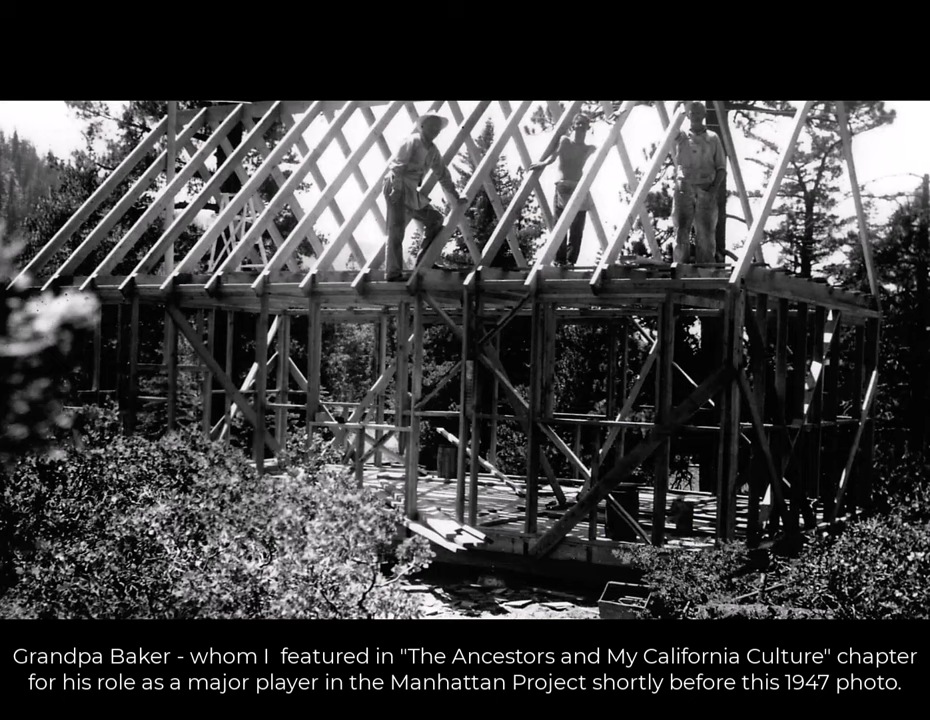 Grandpa Baker - whom I  featured in "The Ancestors and My California Culture" chapter
for his role as a major player in the Manhattan Project shortly before this 1947 photo.